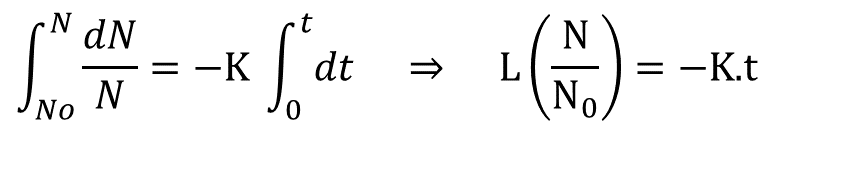 ∫_{No}^{N} dN/N = −K ∫_{0}^{t} dt ⇒ L(N/N₀) = −K.t